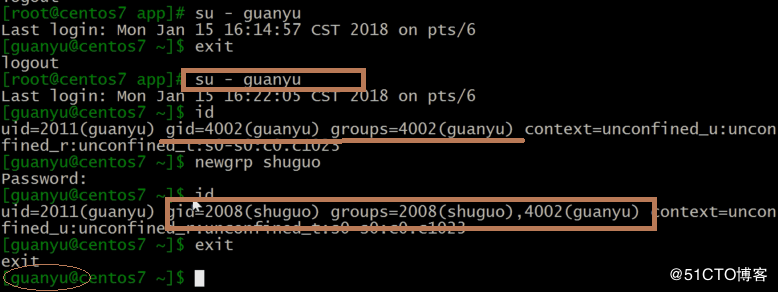 logout
[root@centos7 app]# su - guanyu
Last login: Mon Jan 15 16:14:57 CST 2018 on pts/6
[guanyu@centos7 ~]$ exit
logout
[root@centos7 app]# su - guanyu
Last login: Mon Jan 15 16:22:05 CST 2018 on pts/6
[guanyu@centos7 ~]$ id
uid=2011(guanyu) gid=4002(guanyu) groups=4002(guanyu) context=unconfined_u:uncon
fined_r:unconfined_t:s0-s0:c0.c1023
[guanyu@centos7 ~]$ newgrp shuguo
Password:
[guanyu@centos7 ~]$ id
uid=2011(guanyu) gid=2008(shuguo) groups=2008(shuguo),4002(guanyu) context=uncon
fined_u:unconfined_r:unconfined_t:s0-s0:c0.c1023
[guanyu@centos7 ~]$ exit
exit
[guanyu@centos7 ~]$
@51CTO博客